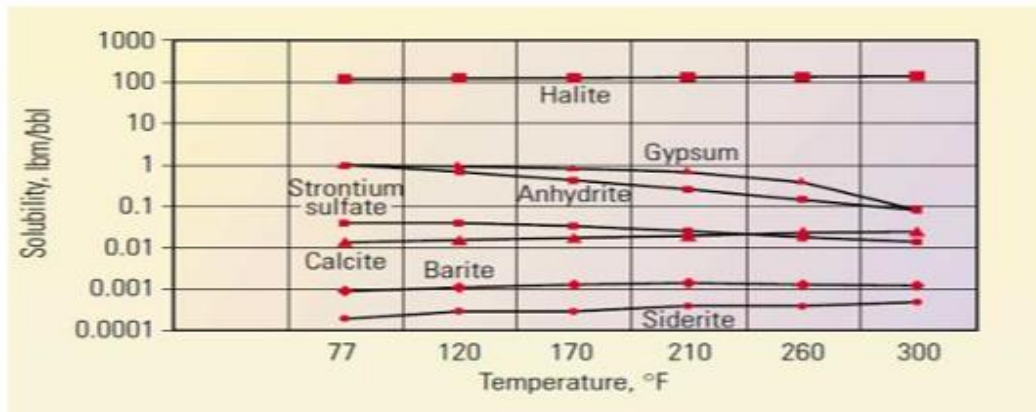 1000
100
10
1
0.1
0.01
0.001
0.0001
Solubility, lbm/bbl
Halite
Gypsum
Strontium
sulfate
Anhydrite
Calcite
Barite
Siderite
77 120 170 210 260 300
Temperature, °F